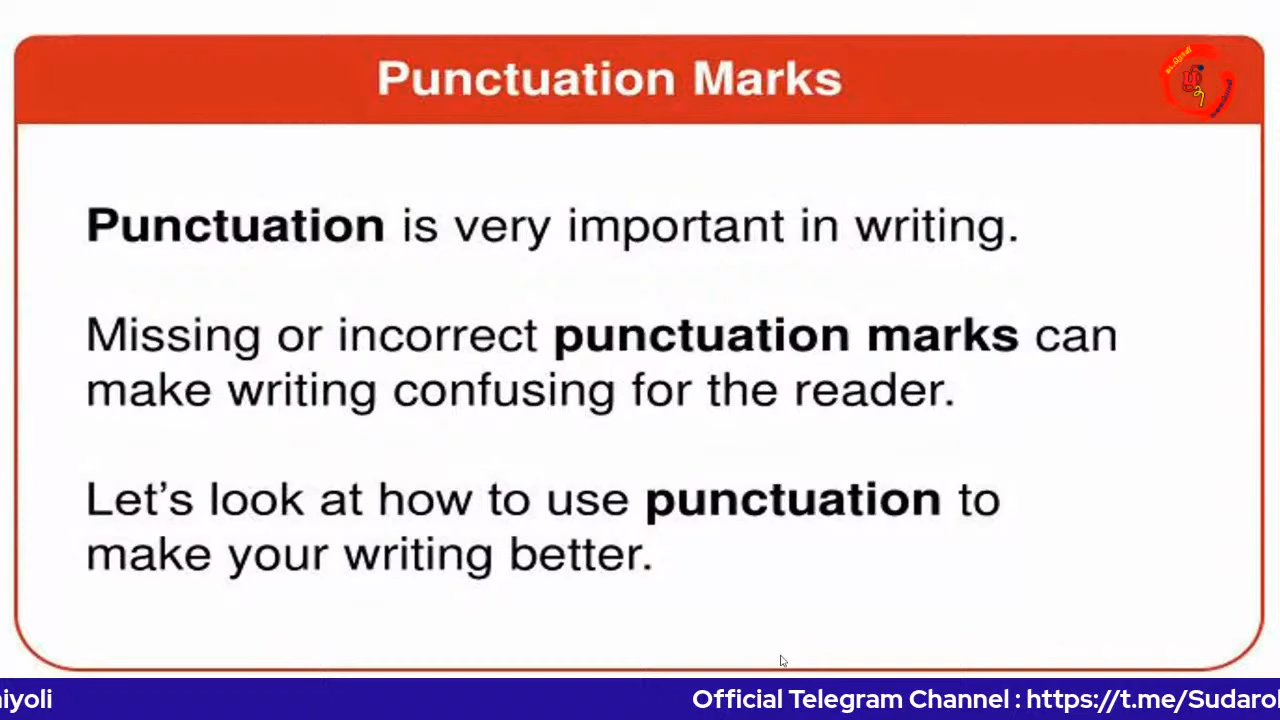 Punctuation Marks
Punctuation is very important in writing.
Missing or incorrect punctuation marks can
make writing confusing for the reader.
Let's look at how to use punctuation to
make your writing better.
iyoli Official Telegram Channel : https://t.me/Sudarol